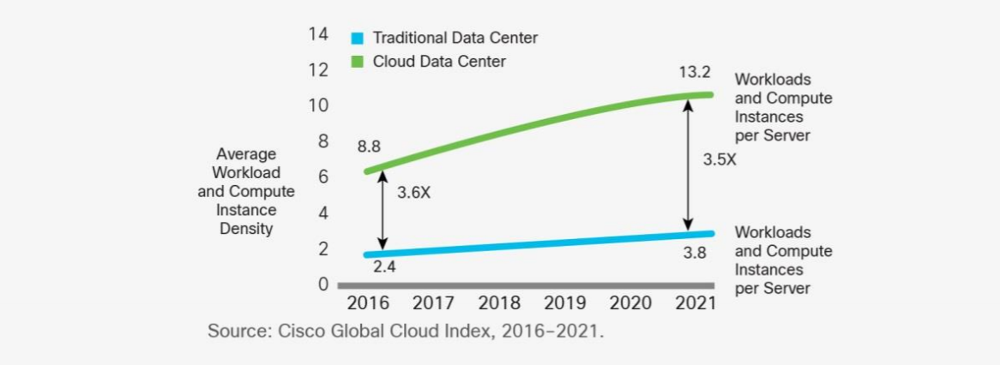 14
12
10
8
6
4
2
0
Average
Workload
and Compute
Instance
Density
Traditional Data Center
Cloud Data Center
8.8
3.6X
2.4
13.2
3.5X
3.8
Workloads
and Compute
Instances
per Server
Workloads
and Compute
Instances
per Server
2016 2017 2018 2019 2020 2021
Source: Cisco Global Cloud Index, 2016–2021.